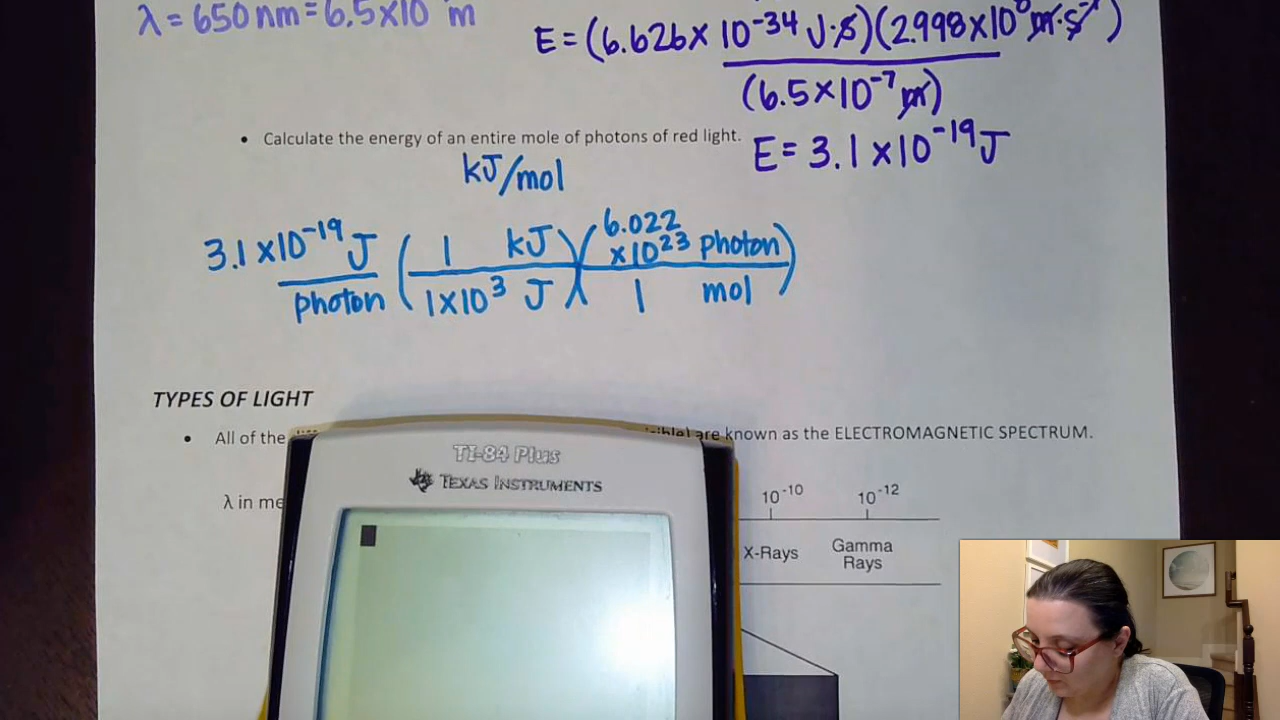 λ = 650 nm = 6.5×10 m
E = (6.626 × 10⁻³⁴ J·s)(2.998×10⁸ m·s⁻¹)
(6.5×10⁻⁷ m)
• Calculate the energy of an entire mole of photons of red light.
E = 3.1 ×10⁻¹⁹ J
kJ/mol
3.1 ×10⁻¹⁹ J ( 1 kJ )( 6.022 ×10²³ photon )
photon ( 1×10³ J )( 1 mol )
TYPES OF LIGHT
• All of the are known as the ELECTROMAGNETIC SPECTRUM.
TI-84 Plus
TEXAS INSTRUMENTS
λ in me 10⁻¹⁰ 10⁻¹²
X-Rays Gamma
Rays